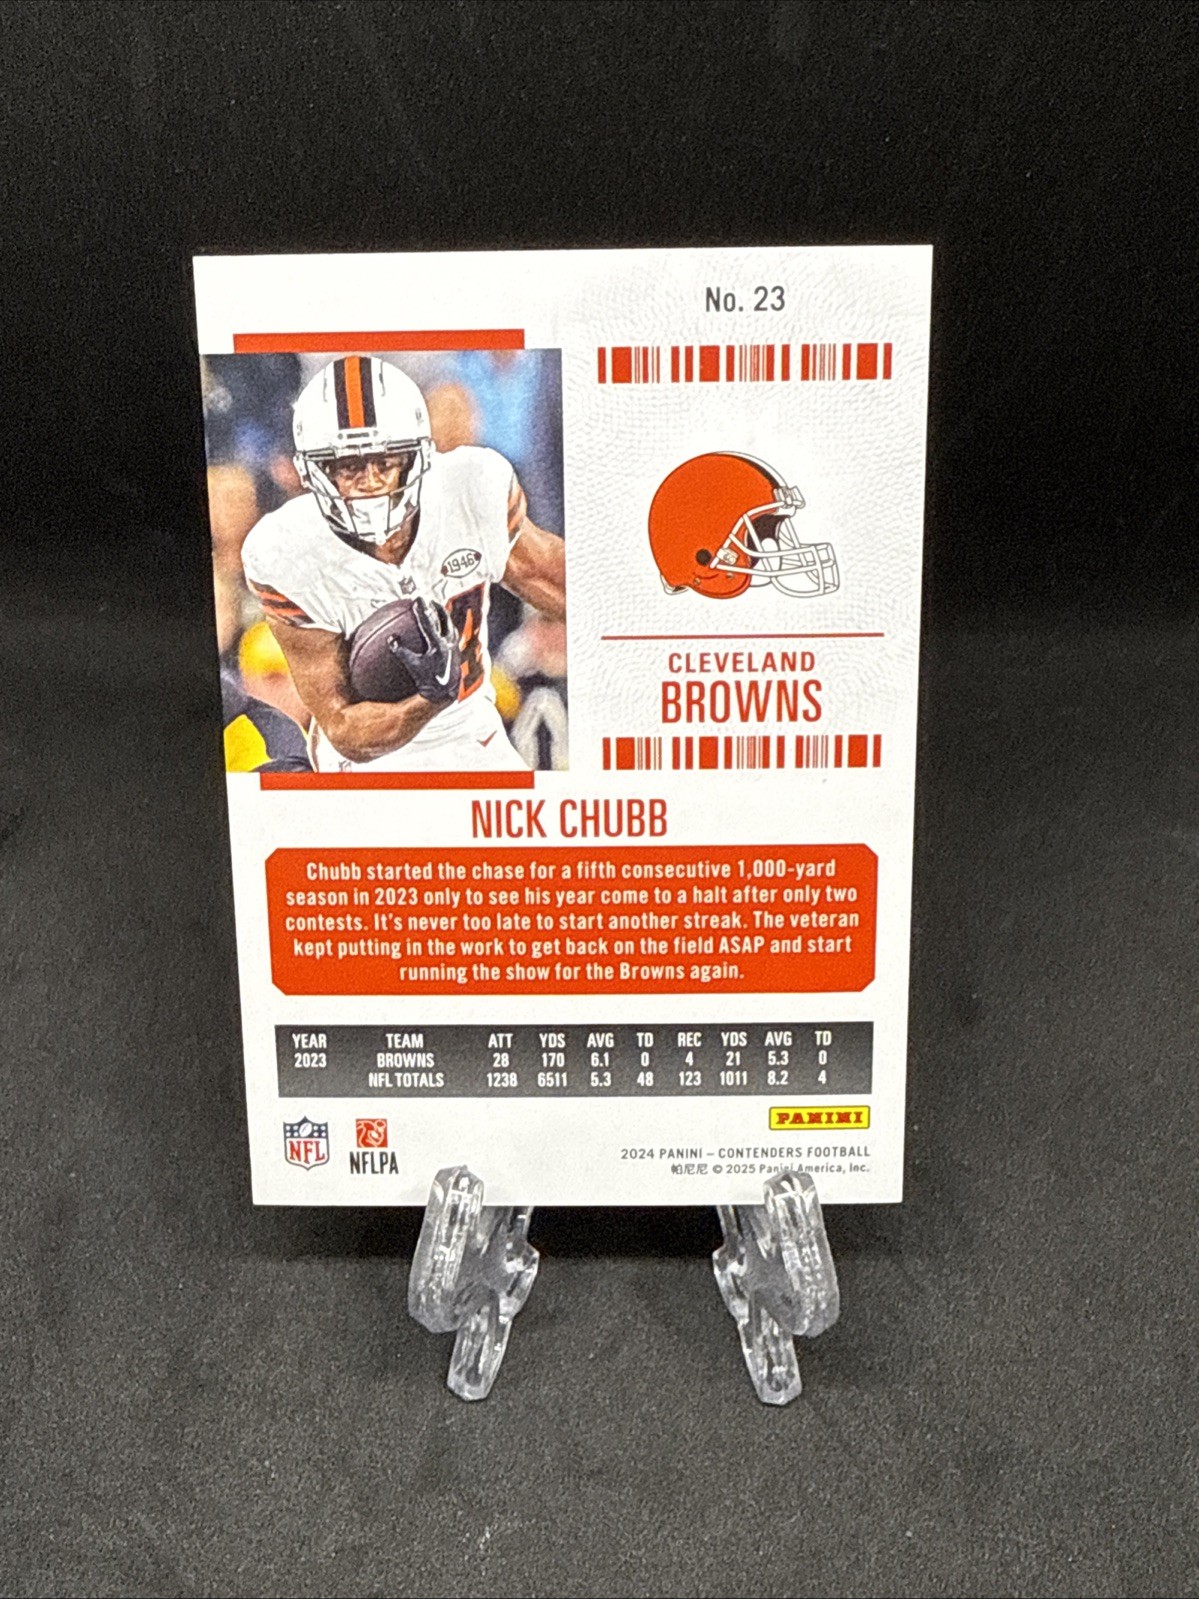 No. 23
1946
CLEVELAND
BROWNS
NICK CHUBB
Chubb started the chase for a fifth consecutive 1,000-yard
season in 2023 only to see his year come to a halt after only two
contests. It's never too late to start another streak. The veteran
kept putting in the work to get back on the field ASAP and start
running the show for the Browns again.
YEAR TEAM ATT YDS AVG TD REC YDS AVG TD
2023 BROWNS 28 170 6.1 0 4 21 5.3 0
NFL TOTALS 1238 6511 5.3 48 123 1011 8.2 4
PANINI
NFL
NFLPA
2024 PANINI – CONTENDERS FOOTBALL
帕尼尼 © 2025 Panini America, Inc.